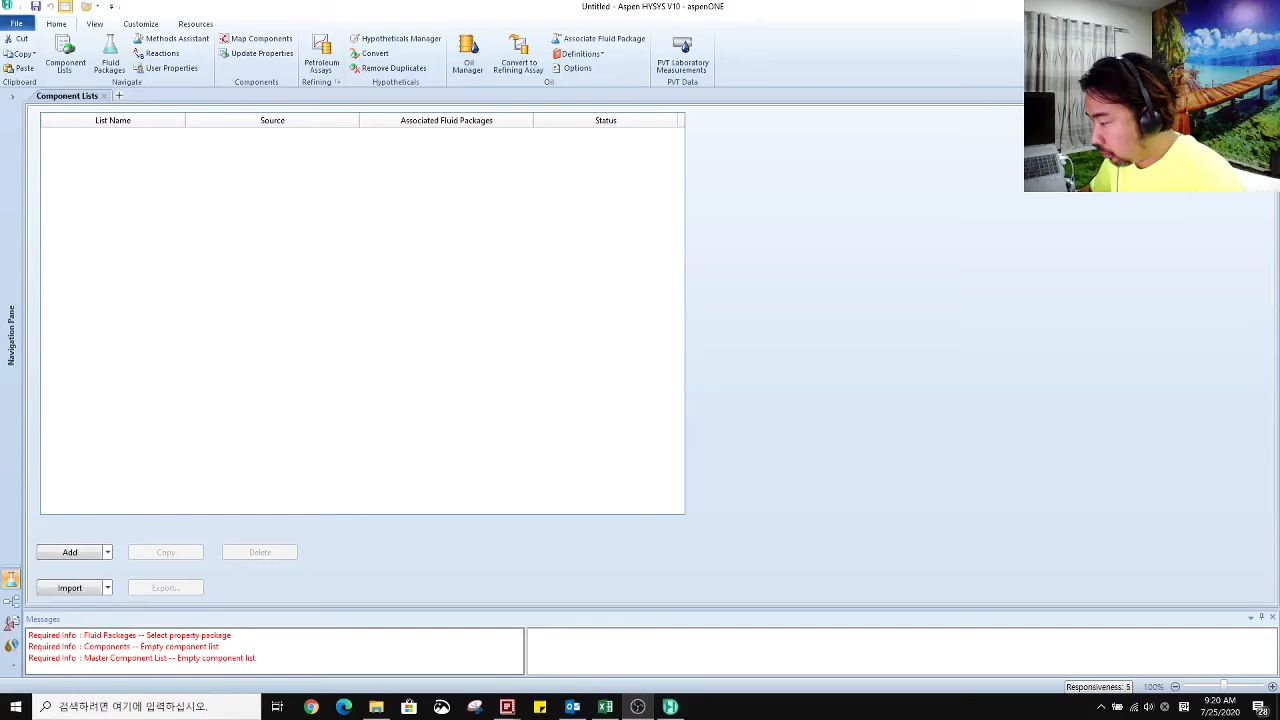 Untitled - Aspen HYSYS V10 - aspenONE
File Home View Customize Resources
Cut
Copy
Paste
Clipboard
Component Lists
Fluid Packages
Methods Assistant
Reactions
User Properties
Navigate
Map Components
Update Properties
Components
Petroleum Assays
Refining
Hypotheticals Manager
Convert
Remove Duplicates
Hypotheticals
Oil Manager
Convert to Refining Assay
Associate Fluid Package
Definitions
Options
Oil
PVT Laboratory Measurements
PVT Data
Component Lists
List Name Source Associated Fluid Packages Status
Navigation Pane
Add Copy Delete
Import Export...
Messages
Required Info : Fluid Packages -- Select property package
Required Info : Components -- Empty component list
Required Info : Master Component List -- Empty component list
Responsiveness: 5 100%
검색하려면 여기에 입력하십시오.
9:20 AM
7/25/2020